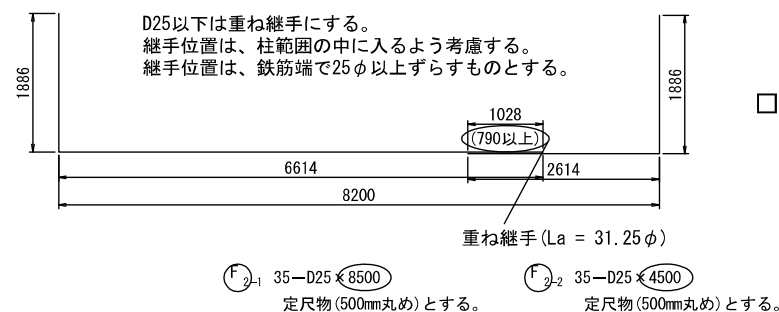 D25以下は重ね継手にする。
継手位置は、柱範囲の中に入るよう考慮する。
継手位置は、鉄筋端で25φ以上ずらすものとする。
1886
1886
1028
(790以上)
6614
2614
8200
重ね継手(La = 31.25φ)
F2-1 35－D25×8500
定尺物(500mm丸め)とする。
F2-2 35－D25×4500
定尺物(500mm丸め)とする。